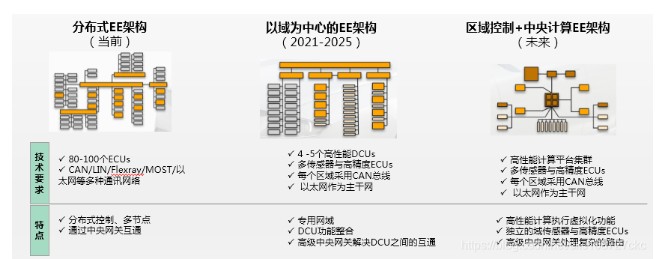 分布式EE架构
（当前）
以域为中心的EE架构
（2021-2025）
区域控制+中央计算EE架构
（未来）
技术要求
✓ 80-100个ECUs
✓ CAN/LIN/Flexray/MOST/以
太网等多种通讯网络
✓ 4 -5个高性能DCUs
✓ 多传感器与高精度ECUs
✓ 每个区域采用CAN总线
✓ 以太网作为主干网
✓ 高性能计算平台集群
✓ 多传感器与高精度ECUs
✓ 每个区域采用CAN总线
✓ 以太网作为主干网
特点
✓ 分布式控制、多节点
✓ 通过中央网关互通
✓ 专用网域
✓ DCU功能整合
✓ 高级中央网关解决DCU之间的互通
✓ 高性能计算执行虚拟化功能
✓ 独立的域传感器与高精度ECUs
✓ 高级中央网关处理复杂的路由